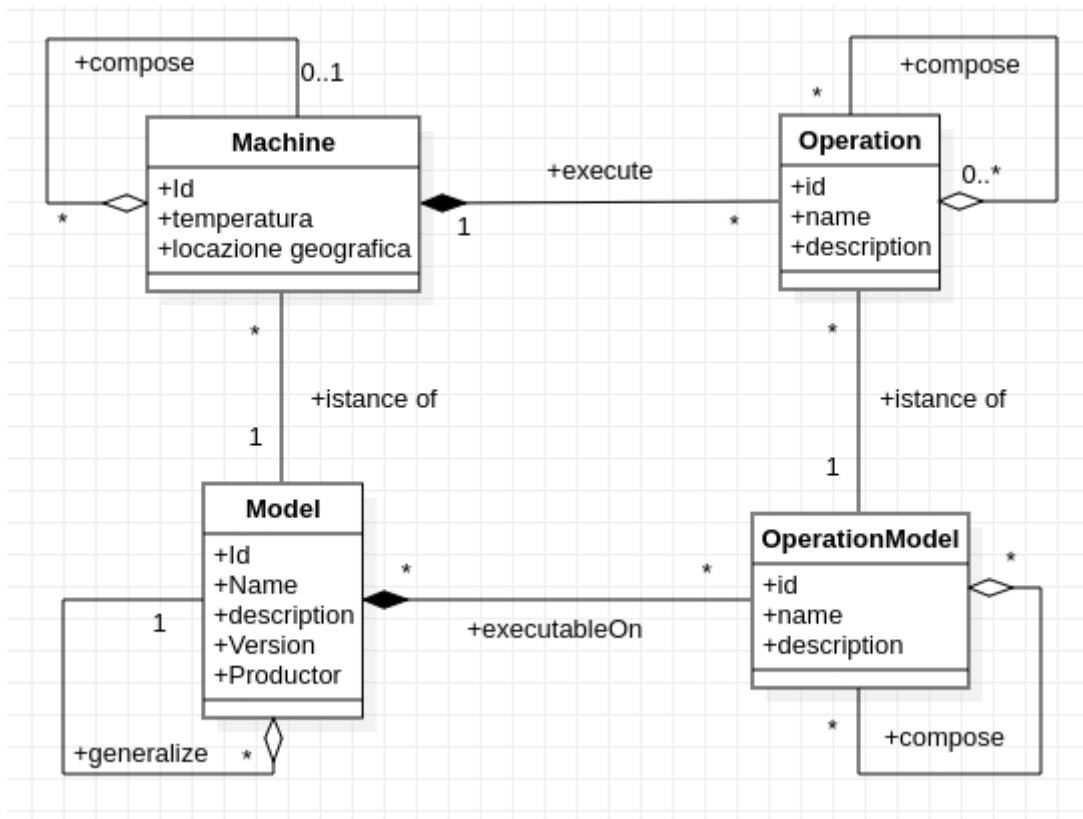 +compose
0..1
*
Machine
+Id
+temperatura
+locazione geografica
+execute
1
*
+compose
*
0..*
Operation
+id
+name
+description
*
+istance of
1
*
+istance of
1
Model
+Id
+Name
+description
+Version
+Productor
*
*
+executableOn
1
+generalize
*
OperationModel
+id
+name
+description
*
*
+compose